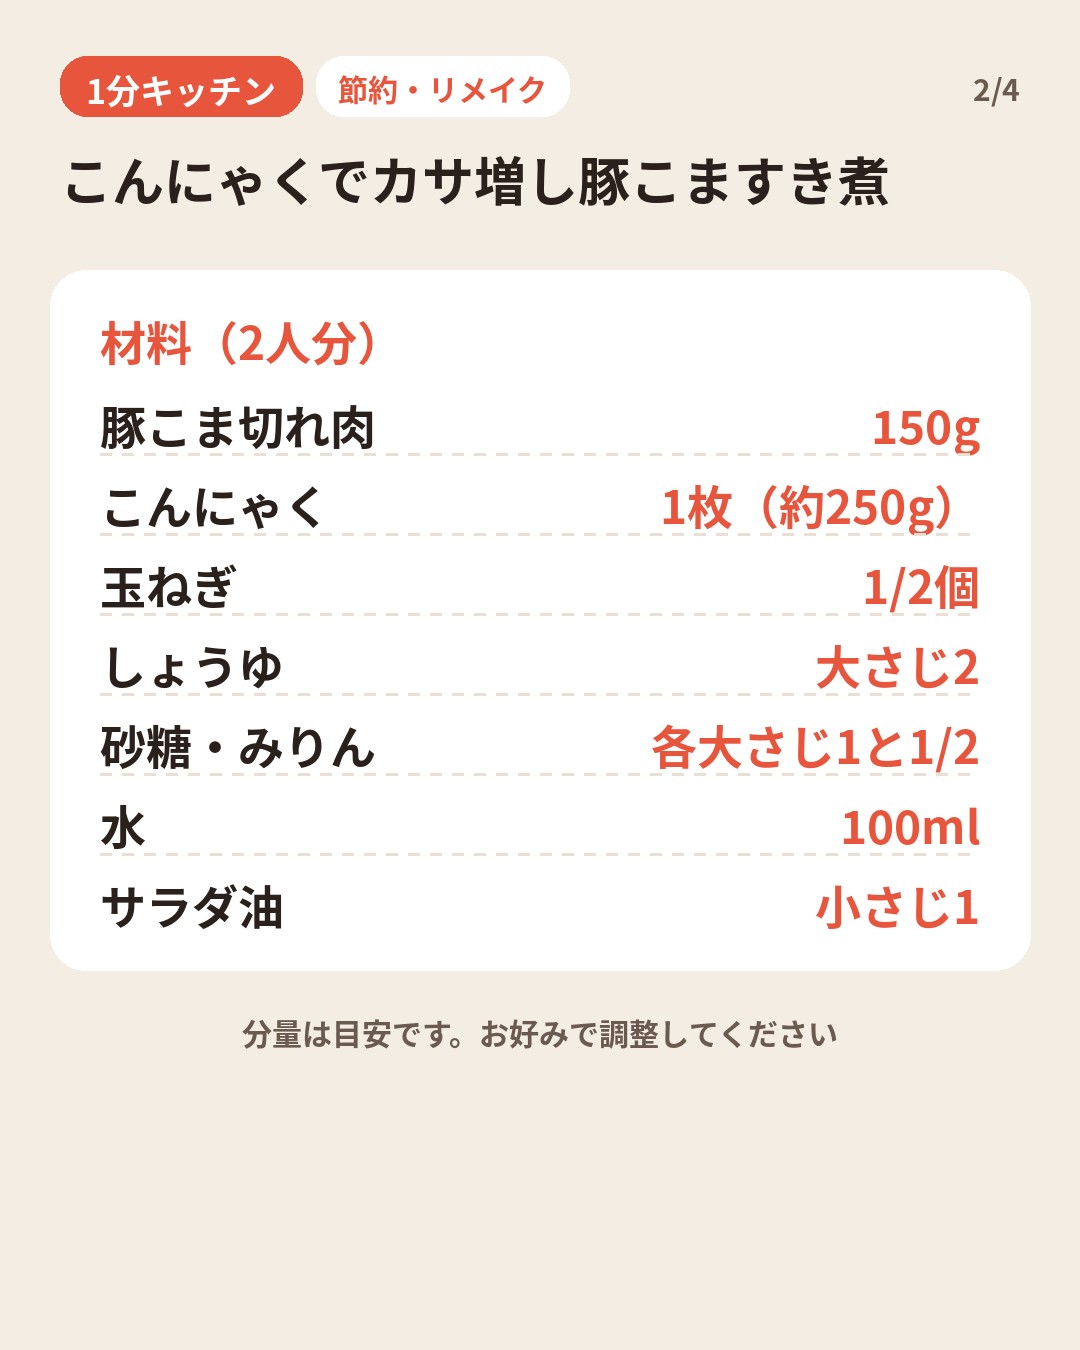 1分キッチン 節約・リメイク 2/4
こんにゃくでカサ増し豚こますき煮
材料（2人分）
豚こま切れ肉 150g
こんにゃく 1枚（約250g）
玉ねぎ 1/2個
しょうゆ 大さじ2
砂糖・みりん 各大さじ1と1/2
水 100ml
サラダ油 小さじ1
分量は目安です。お好みで調整してください